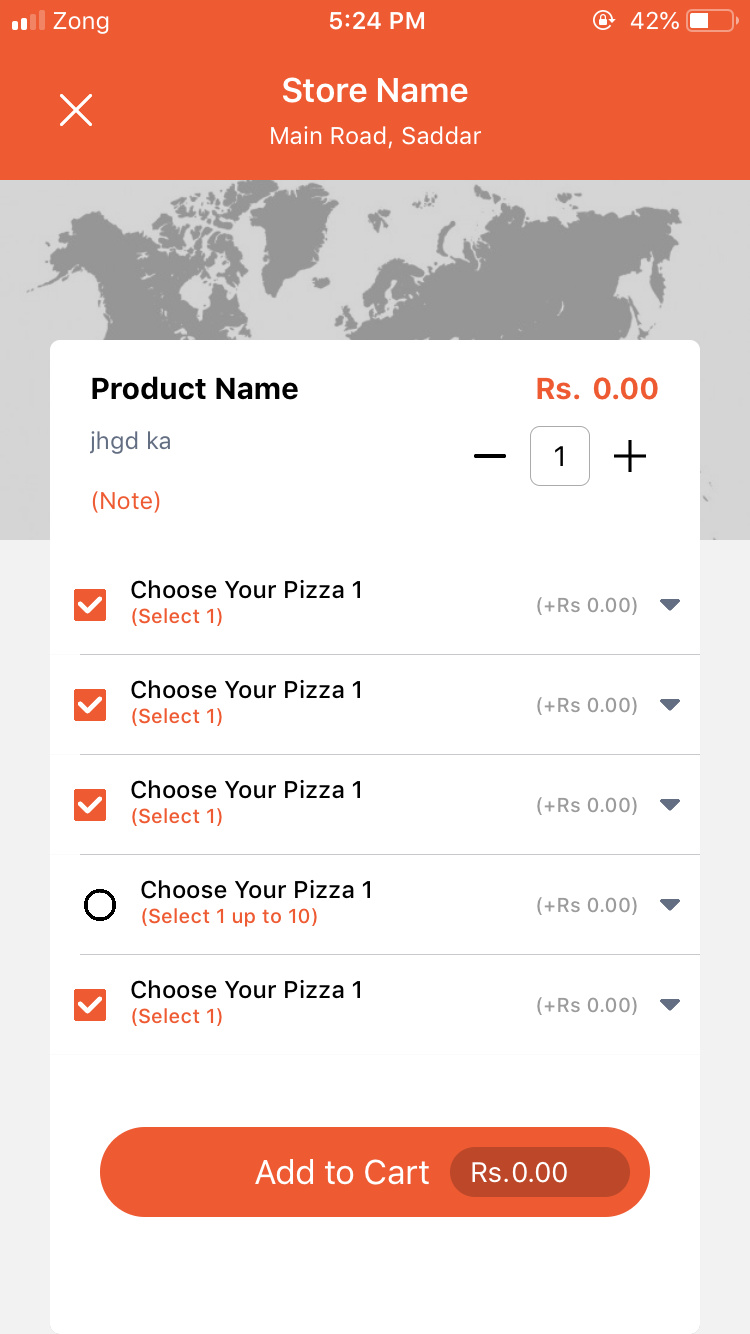 Zong 5:24 PM 42%
Store Name
Main Road, Saddar
Product Name Rs. 0.00
jhgd ka
1
(Note)
Choose Your Pizza 1
(Select 1) (+Rs 0.00)
Choose Your Pizza 1
(Select 1) (+Rs 0.00)
Choose Your Pizza 1
(Select 1) (+Rs 0.00)
Choose Your Pizza 1
(Select 1 up to 10) (+Rs 0.00)
Choose Your Pizza 1
(Select 1) (+Rs 0.00)
Add to Cart Rs.0.00